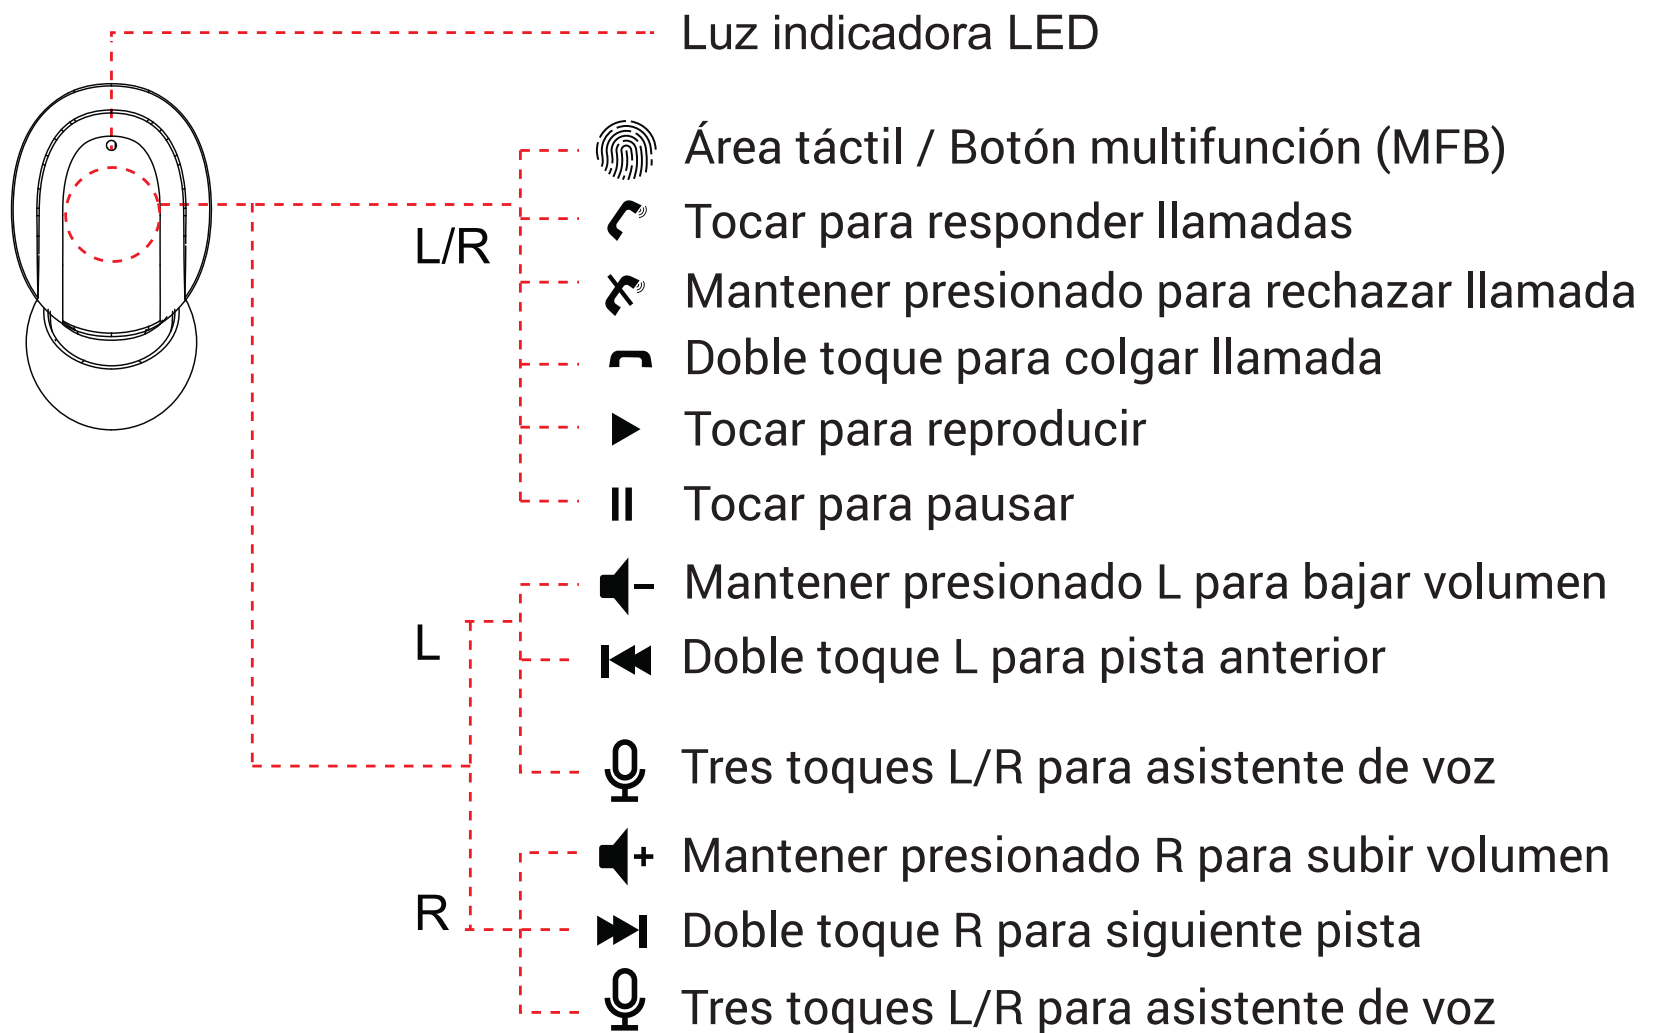 Luz indicadora LED
Área táctil / Botón multifunción (MFB)
Tocar para responder llamadas
L/R
Mantener presionado para rechazar llamada
Doble toque para colgar llamada
Tocar para reproducir
Tocar para pausar
Mantener presionado L para bajar volumen
L
Doble toque L para pista anterior
Tres toques L/R para asistente de voz
Mantener presionado R para subir volumen
R
Doble toque R para siguiente pista
Tres toques L/R para asistente de voz